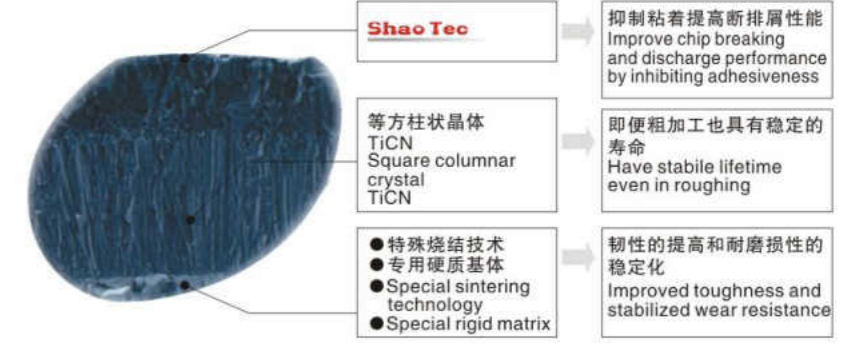 Shao Tec
抑制粘着提高断排屑性能
Improve chip breaking
and discharge performance
by inhibiting adhesiveness
等方柱状晶体
TiCN
Square columnar
crystal
TiCN
即便粗加工也具有稳定的
寿命
Have stabile lifetime
even in roughing
●特殊烧结技术
●专用硬质基体
●Special sintering
technology
●Special rigid matrix
韧性的提高和耐磨损性的
稳定化
Improved toughness and
stabilized wear resistance